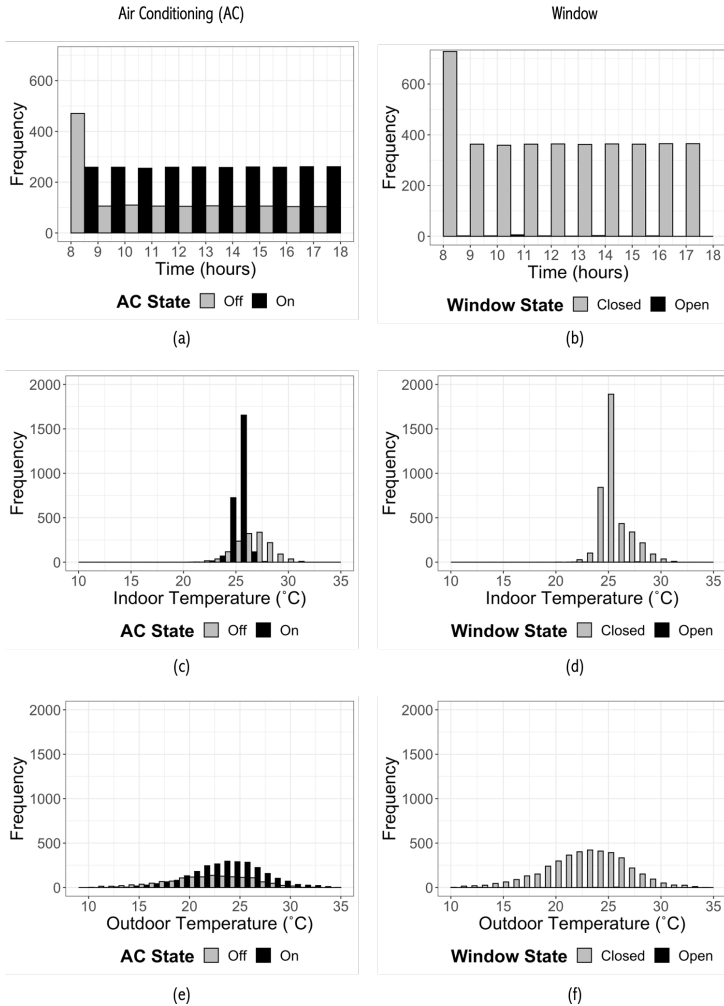 Air Conditioning (AC)
Window
Frequency
600
400
200
0
8 9 10 11 12 13 14 15 16 17 18
Time (hours)
AC State Off On
(a)
Frequency
600
400
200
0
8 9 10 11 12 13 14 15 16 17 18
Time (hours)
Window State Closed Open
(b)
Frequency
2000
1500
1000
500
0
10 15 20 25 30 35
Indoor Temperature (˚C)
AC State Off On
(c)
Frequency
2000
1500
1000
500
0
10 15 20 25 30 35
Indoor Temperature (˚C)
Window State Closed Open
(d)
Frequency
2000
1500
1000
500
0
10 15 20 25 30 35
Outdoor Temperature (˚C)
AC State Off On
(e)
Frequency
2000
1500
1000
500
0
10 15 20 25 30 35
Outdoor Temperature (˚C)
Window State Closed Open
(f)